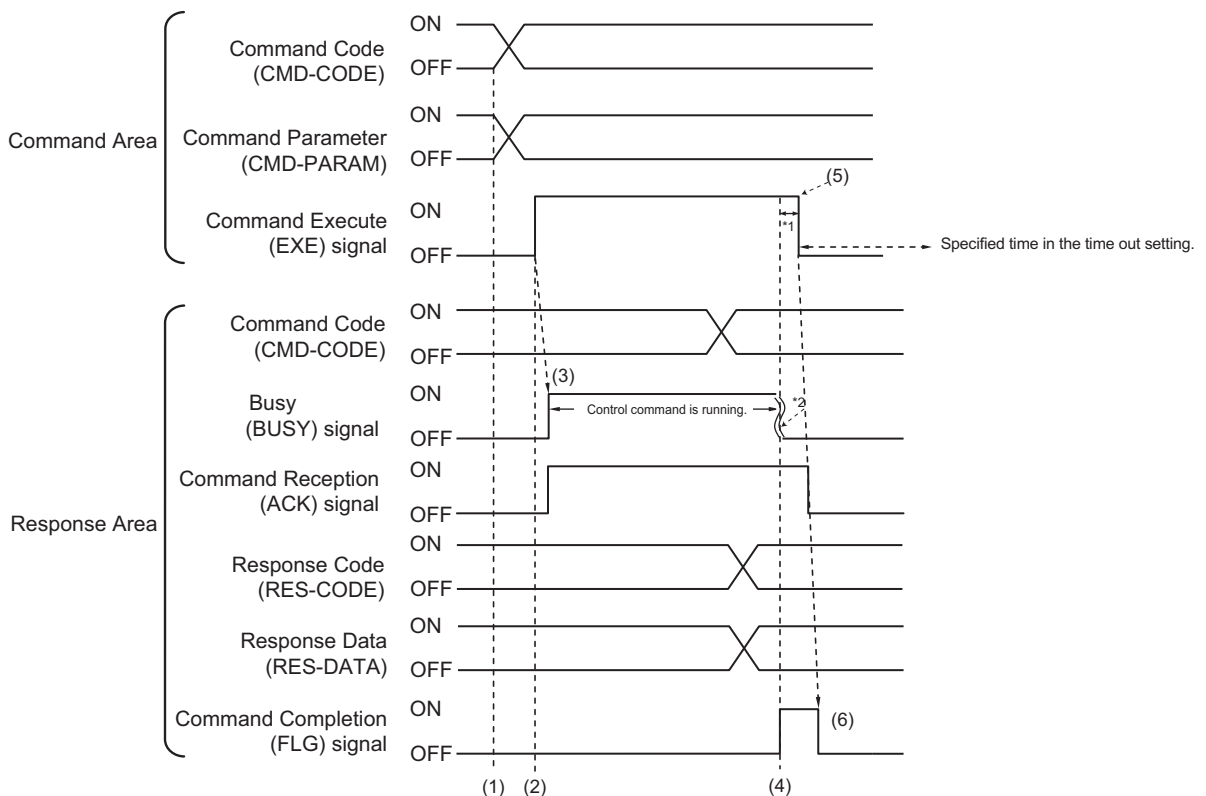 ON
Command Code
(CMD-CODE)
OFF
ON
Command Area
Command Parameter
(CMD-PARAM)
OFF
(5)
ON
*1
Command Execute
(EXE) signal
OFF
Specified time in the time out setting.
ON
Command Code
(CMD-CODE)
OFF
(3)
ON
*2
Busy
(BUSY) signal
Control command is running.
OFF
ON
Command Reception
(ACK) signal
OFF
Response Area
ON
Response Code
(RES-CODE)
OFF
ON
Response Data
(RES-DATA)
OFF
ON
Command Completion
(FLG) signal
(6)
OFF
(1) (2) (4)